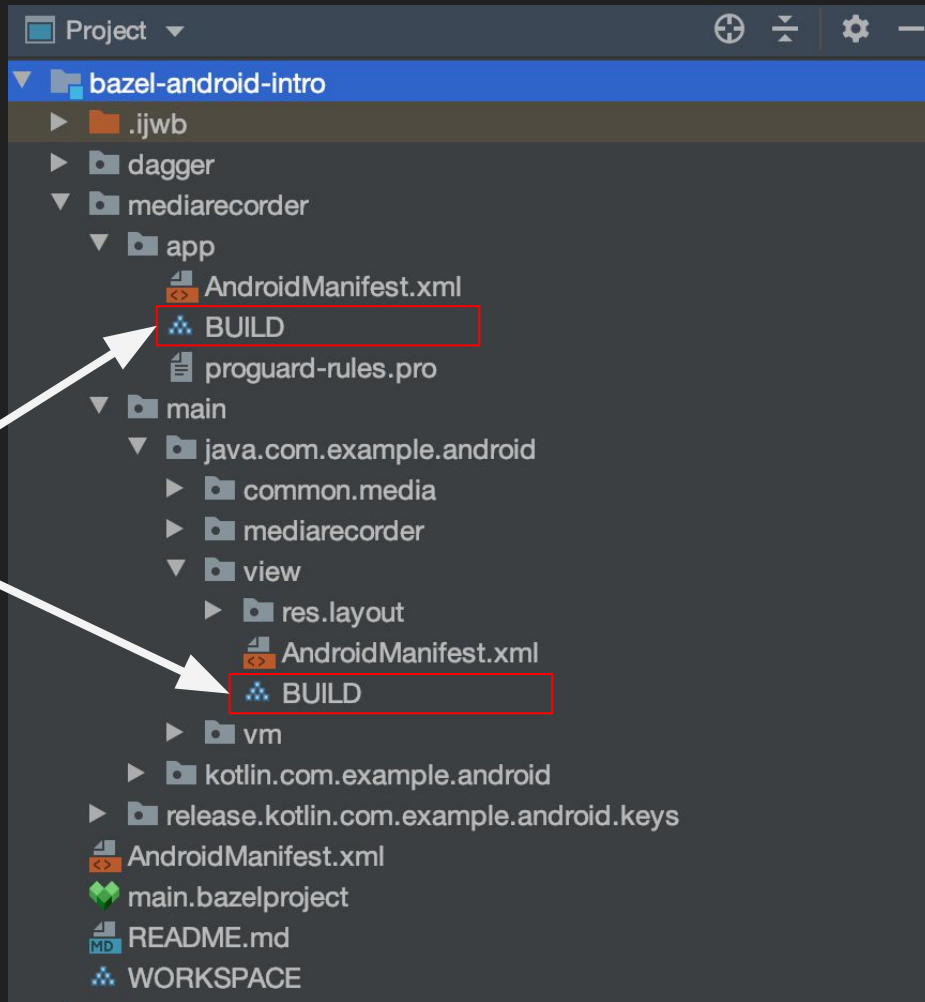 Project
bazel-android-intro
.ijwb
dagger
mediarecorder
app
<> AndroidManifest.xml
BUILD
proguard-rules.pro
main
java.com.example.android
common.media
mediarecorder
view
res.layout
<> AndroidManifest.xml
BUILD
vm
kotlin.com.example.android
release.kotlin.com.example.android.keys
<> AndroidManifest.xml
main.bazelproject
MD README.md
WORKSPACE